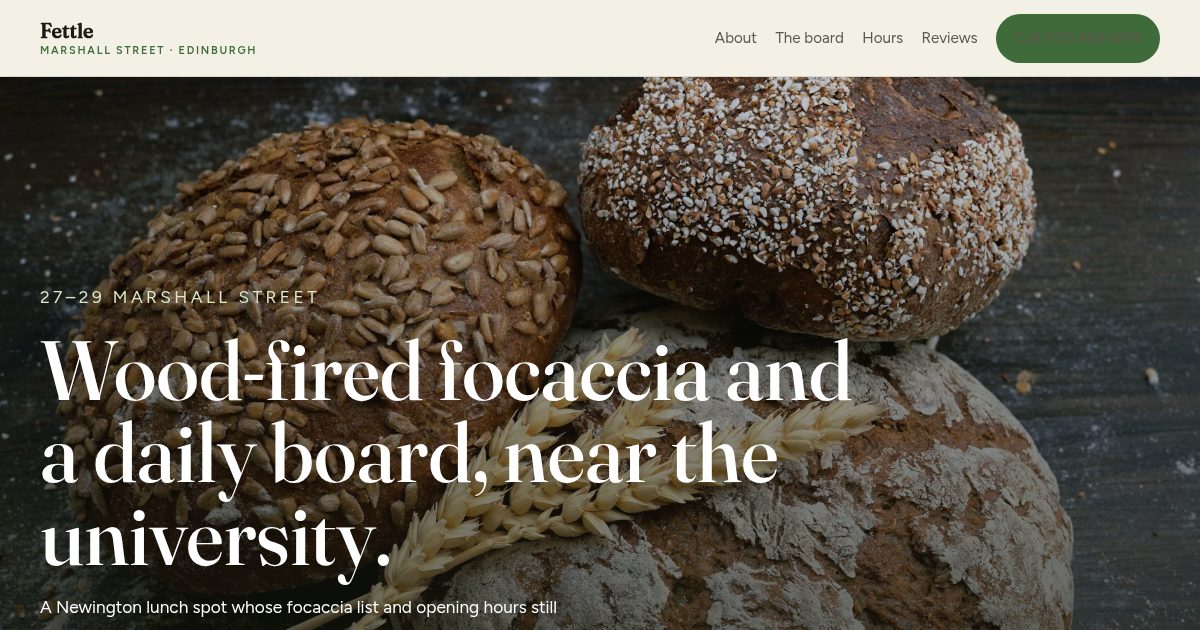 Fettle
MARSHALL STREET · EDINBURGH
About
The board
Hours
Reviews
27–29 MARSHALL STREET
Wood-fired focaccia and
a daily board, near the
university.
A Newington lunch spot whose focaccia list and opening hours still